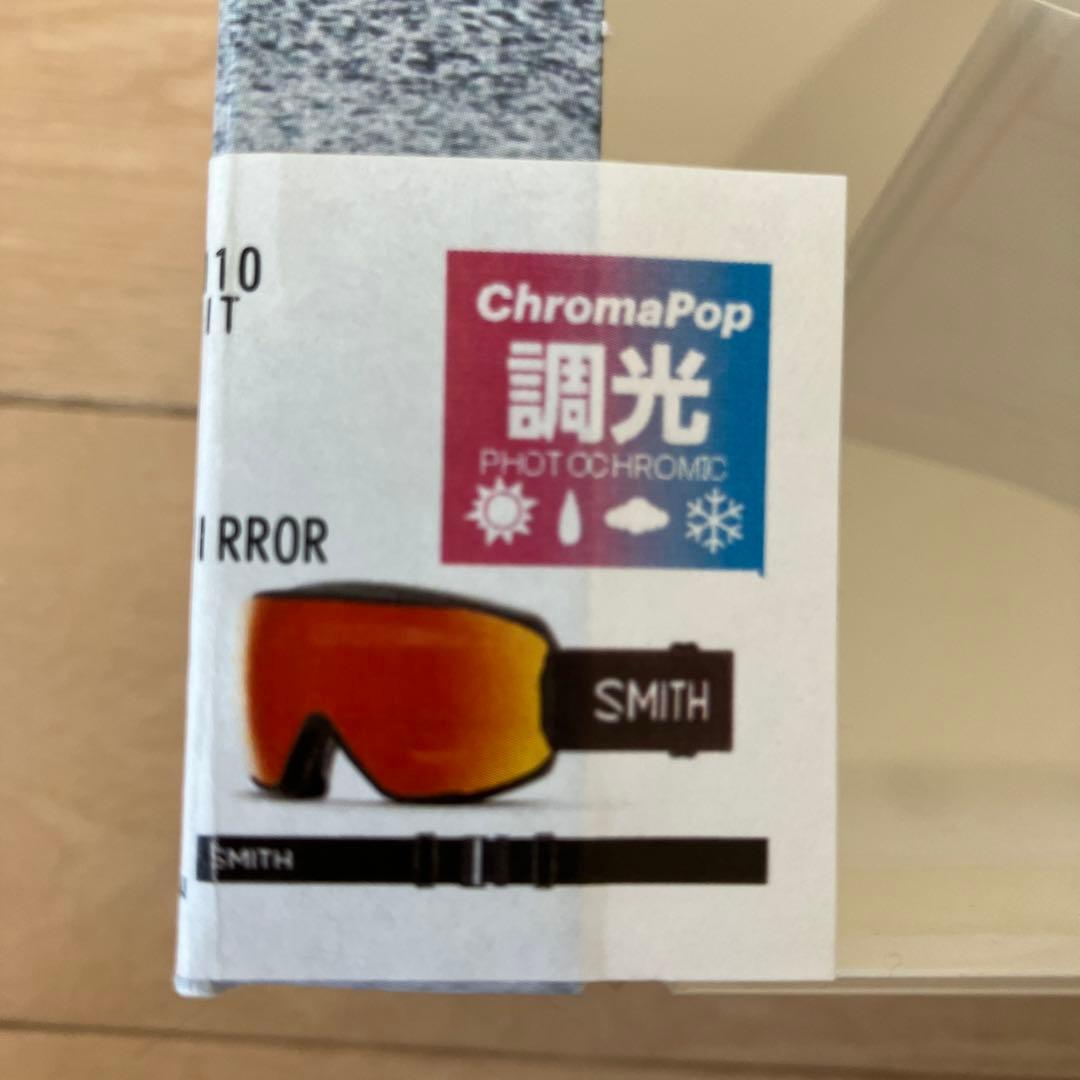 10
IT
ChromaPop
調光
PHOTOCHROMIC
IRROR
SMITH
SMITH